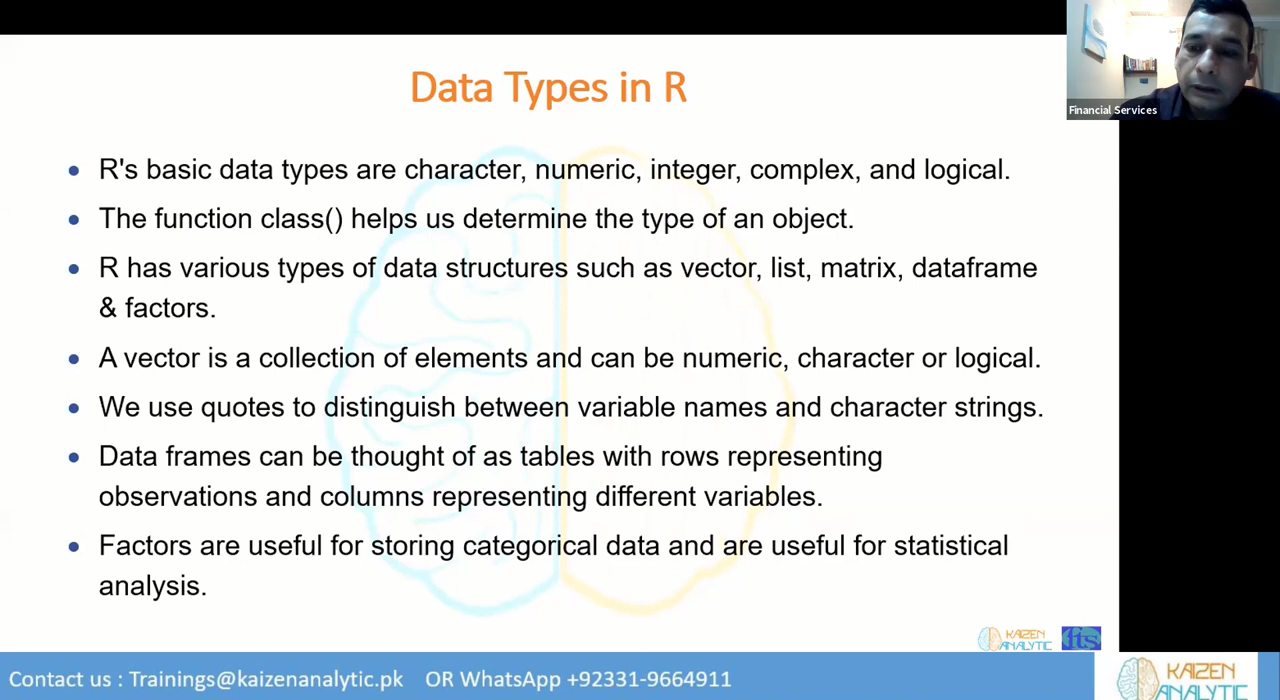 Data Types in R
Financial Services
• R's basic data types are character, numeric, integer, complex, and logical.
• The function class() helps us determine the type of an object.
• R has various types of data structures such as vector, list, matrix, dataframe
& factors.
• A vector is a collection of elements and can be numeric, character or logical.
• We use quotes to distinguish between variable names and character strings.
• Data frames can be thought of as tables with rows representing
observations and columns representing different variables.
• Factors are useful for storing categorical data and are useful for statistical
analysis.
KAIZEN
ANALYTIC
fts
Contact us : Trainings@kaizenanalytic.pk OR WhatsApp +92331-9664911
KAIZEN
ANALYTIC